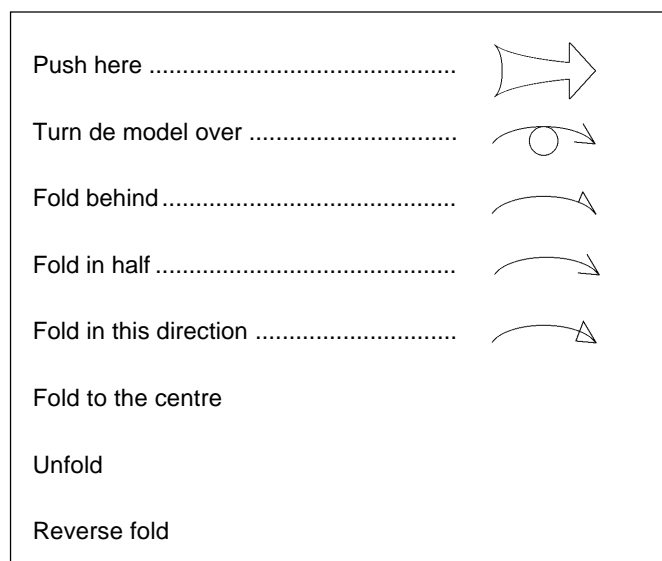 Push here ..............................................
Turn de model over ...............................
Fold behind............................................
Fold in half .............................................
Fold in this direction ..............................
Fold to the centre
Unfold
Reverse fold